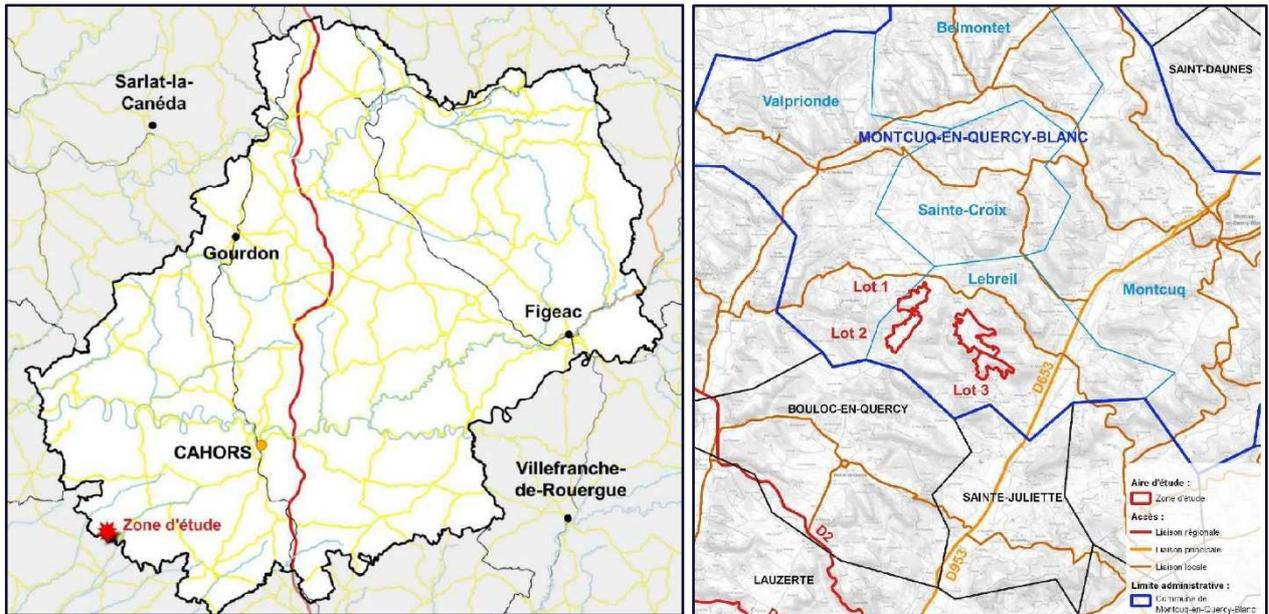 Sarlat-la-
Canéda
Gourdon
Figeac
CAHORS
Villefranche-
de-Rouergue
Zone d'étude
Belmontet
SAINT-DAUNES
Valprionde
MONTCUQ-EN-QUERCY-BLANC
Sainte-Croix
Lebreil
Montcuq
Lot 1
Lot 2
Lot 3
D653
BOULOC-EN-QUERCY
SAINTE-JULIETTE
D2
D953
LAUZERTE
Aire d'étude :
Zone d'étude
Accès :
Liaison régionale
Liaison principale
Liaison locale
Limite administrative :
Commune de
Montcuq-en-Quercy-Blanc